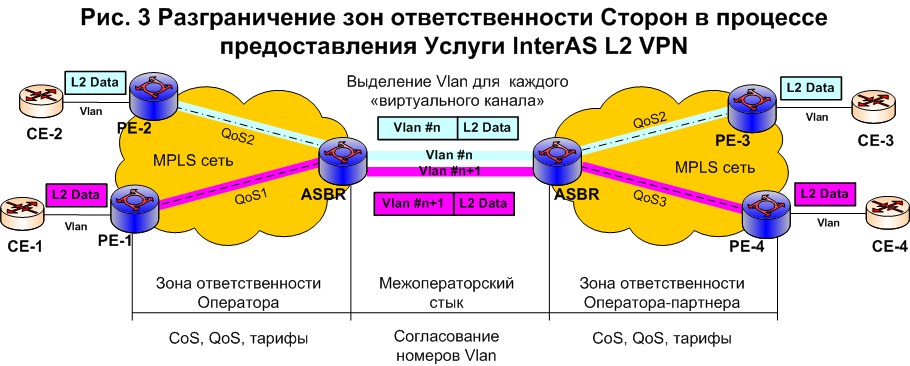 Рис. 3 Разграничение зон ответственности Сторон в процессе
предоставления Услуги InterAS L2 VPN
Выделение Vlan для каждого
«виртуального канала»
L2 Data
Vlan
CE-2
PE-2
QoS2
MPLS сеть
QoS1
L2 Data
Vlan
CE-1
PE-1
ASBR
Vlan #n
L2 Data
Vlan #n
Vlan #n+1
Vlan #n+1
L2 Data
ASBR
QoS2
MPLS сеть
QoS3
PE-3
L2 Data
Vlan
CE-3
PE-4
L2 Data
Vlan
CE-4
Зона ответственности
Оператора
Межоператорский
стык
Зона ответственности
Оператора-партнера
CoS, QoS, тарифы
Согласование
номеров Vlan
CoS, QoS, тарифы